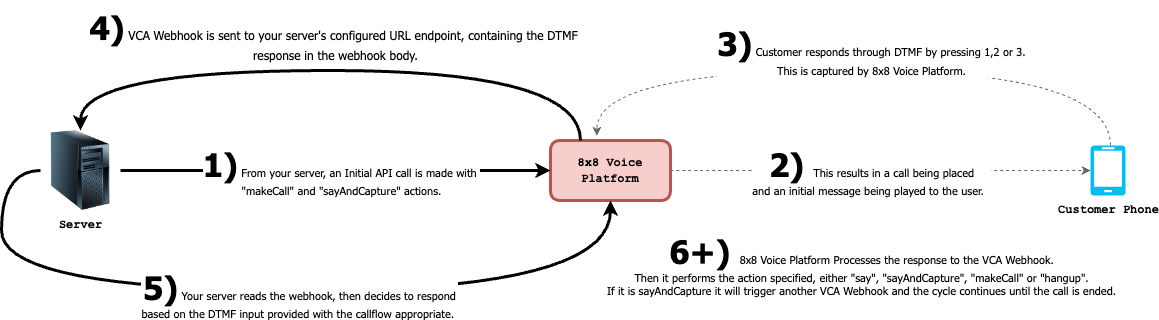 4) VCA Webhook is sent to your server's configured URL endpoint, containing the DTMF
response in the webhook body.
3) Customer responds through DTMF by pressing 1,2 or 3.
This is captured by 8x8 Voice Platform.
Server
1) From your server, an Initial API call is made with
"makeCall" and "sayAndCapture" actions.
8x8 Voice
Platform
2) This results in a call being placed
and an initial message being played to the user.
Customer Phone
5) Your server reads the webhook, then decides to respond
based on the DTMF input provided with the callflow appropriate.
6+) 8x8 Voice Platform Processes the response to the VCA Webhook.
Then it performs the action specified, either "say", "sayAndCapture", "makeCall" or "hangup".
If it is sayAndCapture it will trigger another VCA Webhook and the cycle continues until the call is ended.